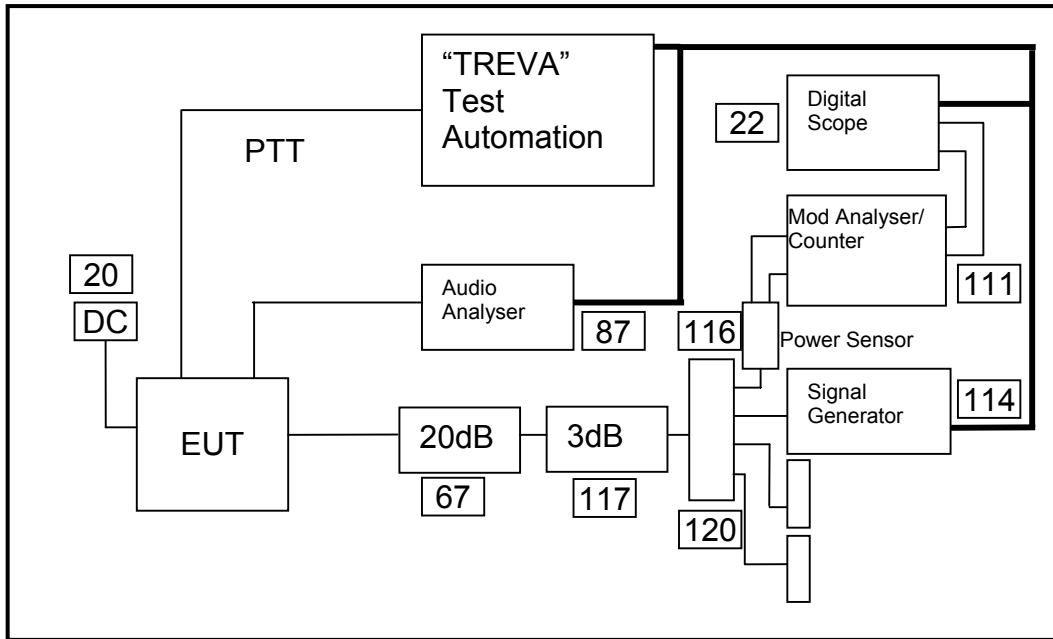 “TREVA”
Test
Automation
PTT
22
Digital
Scope
Mod Analyser/
Counter
111
20
DC
Audio
Analyser
87
116
Power Sensor
EUT
20dB
67
3dB
117
120
Signal
Generator
114